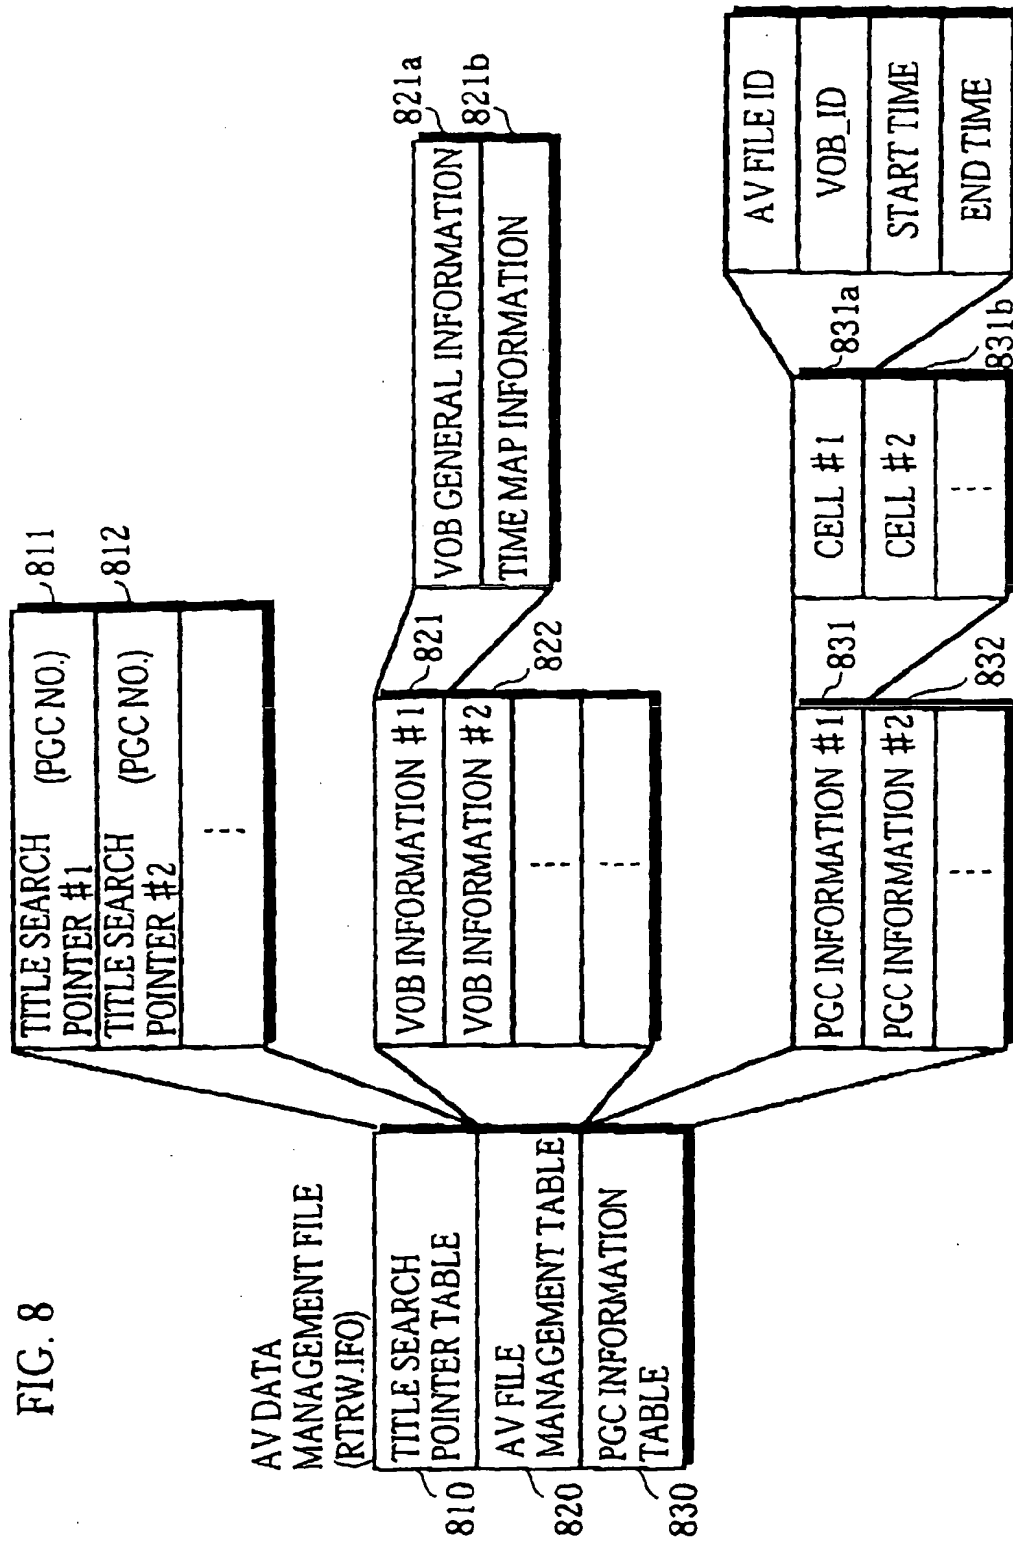 FIG. 8
AV DATA
MANAGEMENT FILE
(RTRW.IFO)
TITLE SEARCH
POINTER TABLE
AV FILE
MANAGEMENT TABLE
PGC INFORMATION
TABLE
810
820
830
TITLE SEARCH (PGC NO.)
POINTER #1
TITLE SEARCH (PGC NO.)
POINTER #2
811
812
VOB INFORMATION #1
VOB INFORMATION #2
821
822
VOB GENERAL INFORMATION
TIME MAP INFORMATION
821a
821b
PGC INFORMATION #1
PGC INFORMATION #2
831
832
CELL #1
CELL #2
831a
831b
AV FILE ID
VOB_ID
START TIME
END TIME